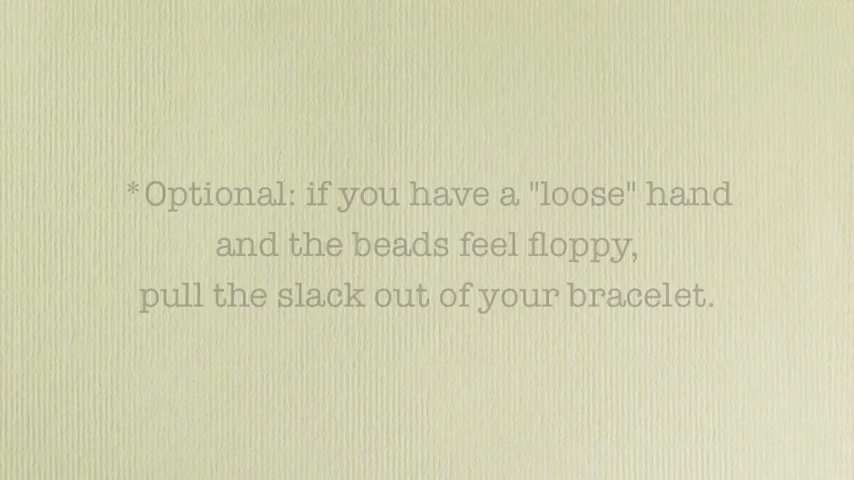 *Optional: if you have a "loose" hand
and the beads feel floppy,
pull the slack out of your bracelet.